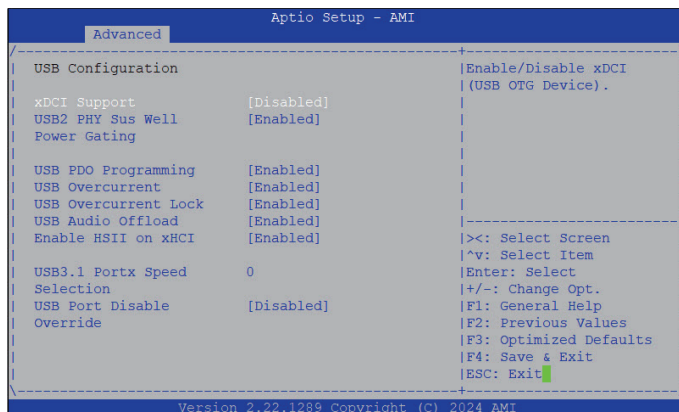 Aptio Setup - AMI
Advanced
USB Configuration
xDCI Support [Disabled]
USB2 PHY Sus Well [Enabled]
Power Gating
USB PDO Programming [Enabled]
USB Overcurrent [Enabled]
USB Overcurrent Lock [Enabled]
USB Audio Offload [Enabled]
Enable HSII on xHCI [Enabled]
USB3.1 Portx Speed 0
Selection
USB Port Disable [Disabled]
Override
Enable/Disable xDCI
(USB OTG Device).
><: Select Screen
^v: Select Item
Enter: Select
+/-: Change Opt.
F1: General Help
F2: Previous Values
F3: Optimized Defaults
F4: Save & Exit
ESC: Exit
Version 2.22.1289 Copyright (C) 2024 AMI